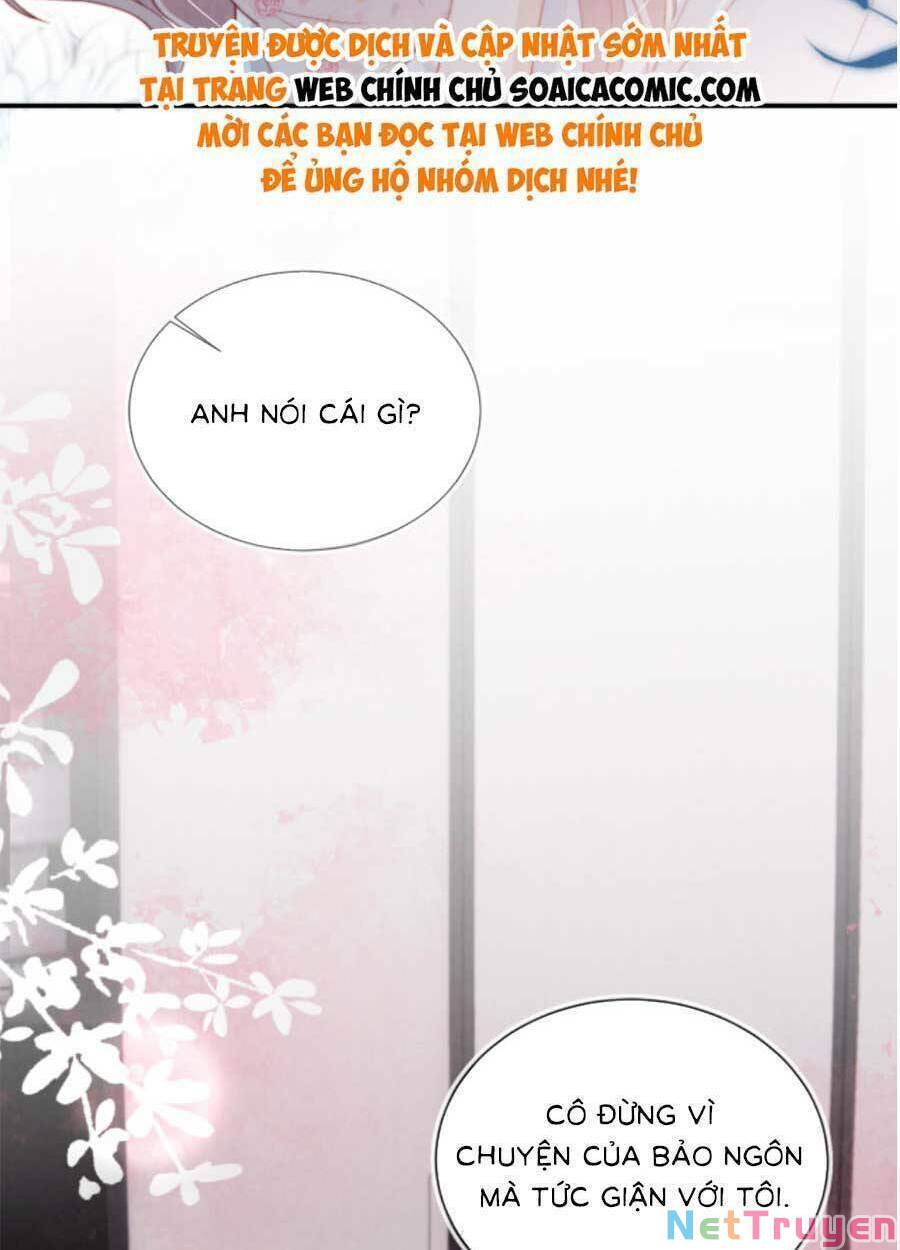 TRUYỆN ĐƯỢC DỊCH VÀ CẬP NHẬT SỚM NHẤT
TẠI TRANG WEB CHÍNH CHỦ SOAICACOMIC.COM
MỜI CÁC BẠN ĐỌC TẠI WEB CHÍNH CHỦ
ĐỂ ỦNG HỘ NHÓM DỊCH NHÉ!
ANH NÓI CÁI GÌ?
CÔ ĐỪNG VÌ
CHUYỆN CỦA BẢO NGÔN
MÀ TỨC GIẬN VỚI TÔI.
NetTruyen